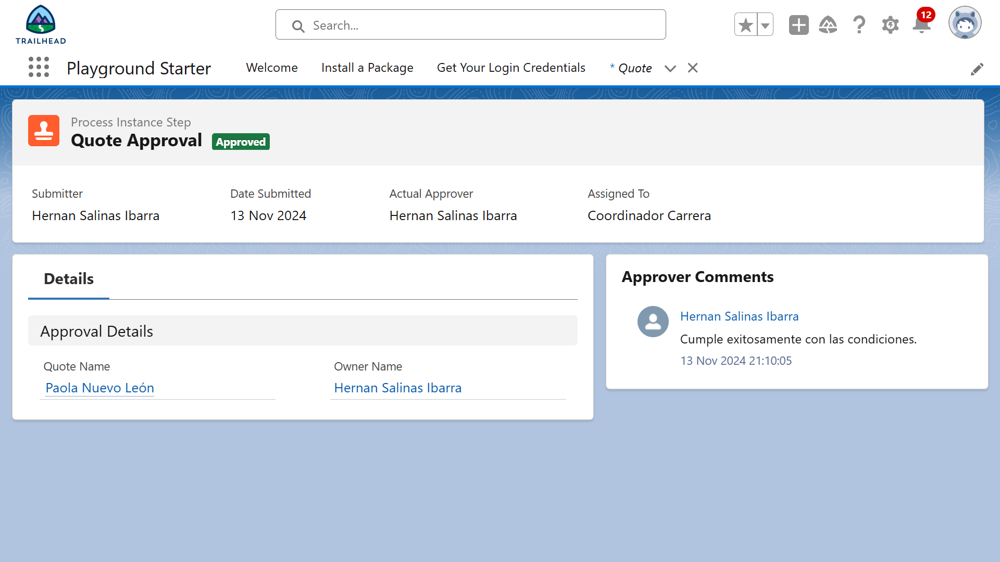 TRAILHEAD
Search...
12
Playground Starter
Welcome
Install a Package
Get Your Login Credentials
* Quote
Process Instance Step
Quote Approval
Approved
Submitter
Hernan Salinas Ibarra
Date Submitted
13 Nov 2024
Actual Approver
Hernan Salinas Ibarra
Assigned To
Coordinador Carrera
Details
Approval Details
Quote Name
Paola Nuevo León
Owner Name
Hernan Salinas Ibarra
Approver Comments
Hernan Salinas Ibarra
Cumple exitosamente con las condiciones.
13 Nov 2024 21:10:05